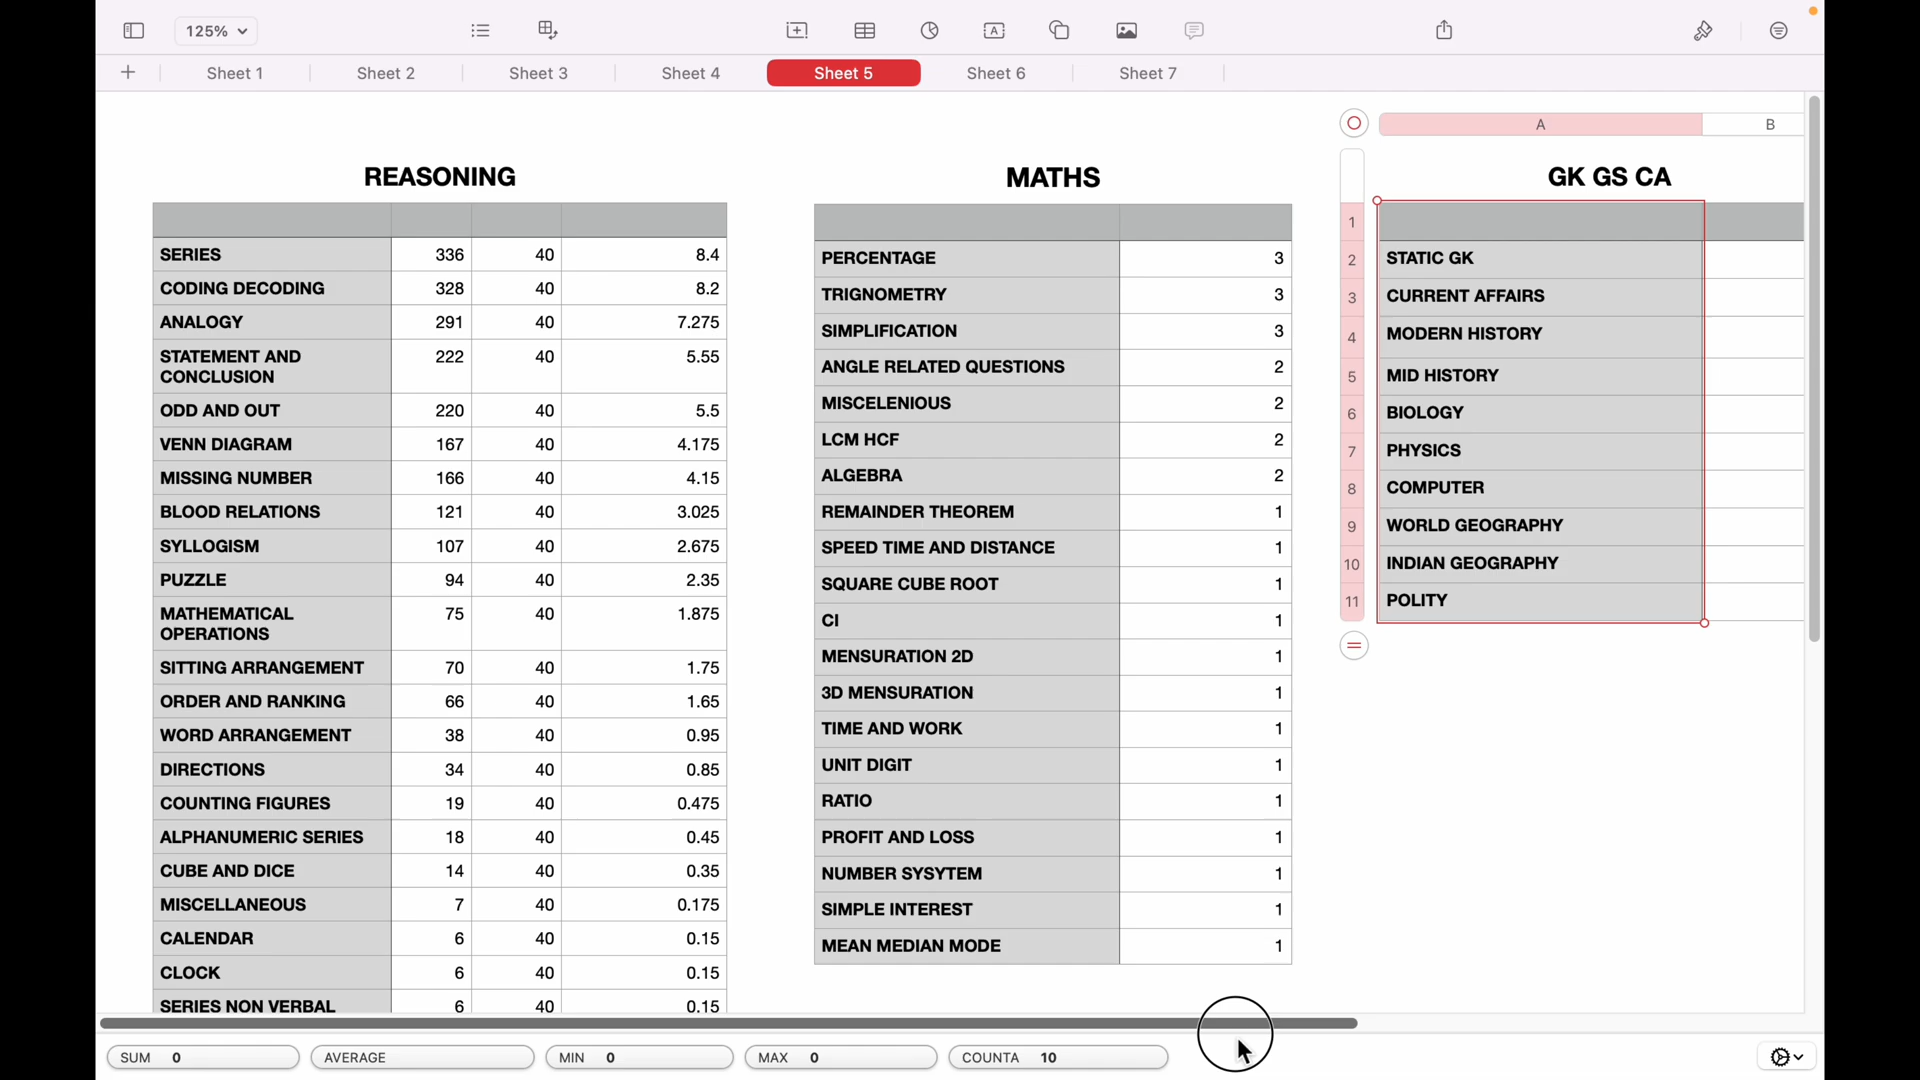 125%
Sheet 1 Sheet 2 Sheet 3 Sheet 4 Sheet 5 Sheet 6 Sheet 7
REASONING
SERIES 336 40 8.4
CODING DECODING 328 40 8.2
ANALOGY 291 40 7.275
STATEMENT AND 222 40 5.55
CONCLUSION
ODD AND OUT 220 40 5.5
VENN DIAGRAM 167 40 4.175
MISSING NUMBER 166 40 4.15
BLOOD RELATIONS 121 40 3.025
SYLLOGISM 107 40 2.675
PUZZLE 94 40 2.35
MATHEMATICAL 75 40 1.875
OPERATIONS
SITTING ARRANGEMENT 70 40 1.75
ORDER AND RANKING 66 40 1.65
WORD ARRANGEMENT 38 40 0.95
DIRECTIONS 34 40 0.85
COUNTING FIGURES 19 40 0.475
ALPHANUMERIC SERIES 18 40 0.45
CUBE AND DICE 14 40 0.35
MISCELLANEOUS 7 40 0.175
CALENDAR 6 40 0.15
CLOCK 6 40 0.15
SERIES NON VERBAL 6 40 0.15
MATHS
PERCENTAGE 3
TRIGNOMETRY 3
SIMPLIFICATION 3
ANGLE RELATED QUESTIONS 2
MISCELENIOUS 2
LCM HCF 2
ALGEBRA 2
REMAINDER THEOREM 1
SPEED TIME AND DISTANCE 1
SQUARE CUBE ROOT 1
CI 1
MENSURATION 2D 1
3D MENSURATION 1
TIME AND WORK 1
UNIT DIGIT 1
RATIO 1
PROFIT AND LOSS 1
NUMBER SYSYTEM 1
SIMPLE INTEREST 1
MEAN MEDIAN MODE 1
A B
GK GS CA
1
2 STATIC GK
3 CURRENT AFFAIRS
4 MODERN HISTORY
5 MID HISTORY
6 BIOLOGY
7 PHYSICS
8 COMPUTER
9 WORLD GEOGRAPHY
10 INDIAN GEOGRAPHY
11 POLITY
SUM 0 AVERAGE MIN 0 MAX 0 COUNTA 10